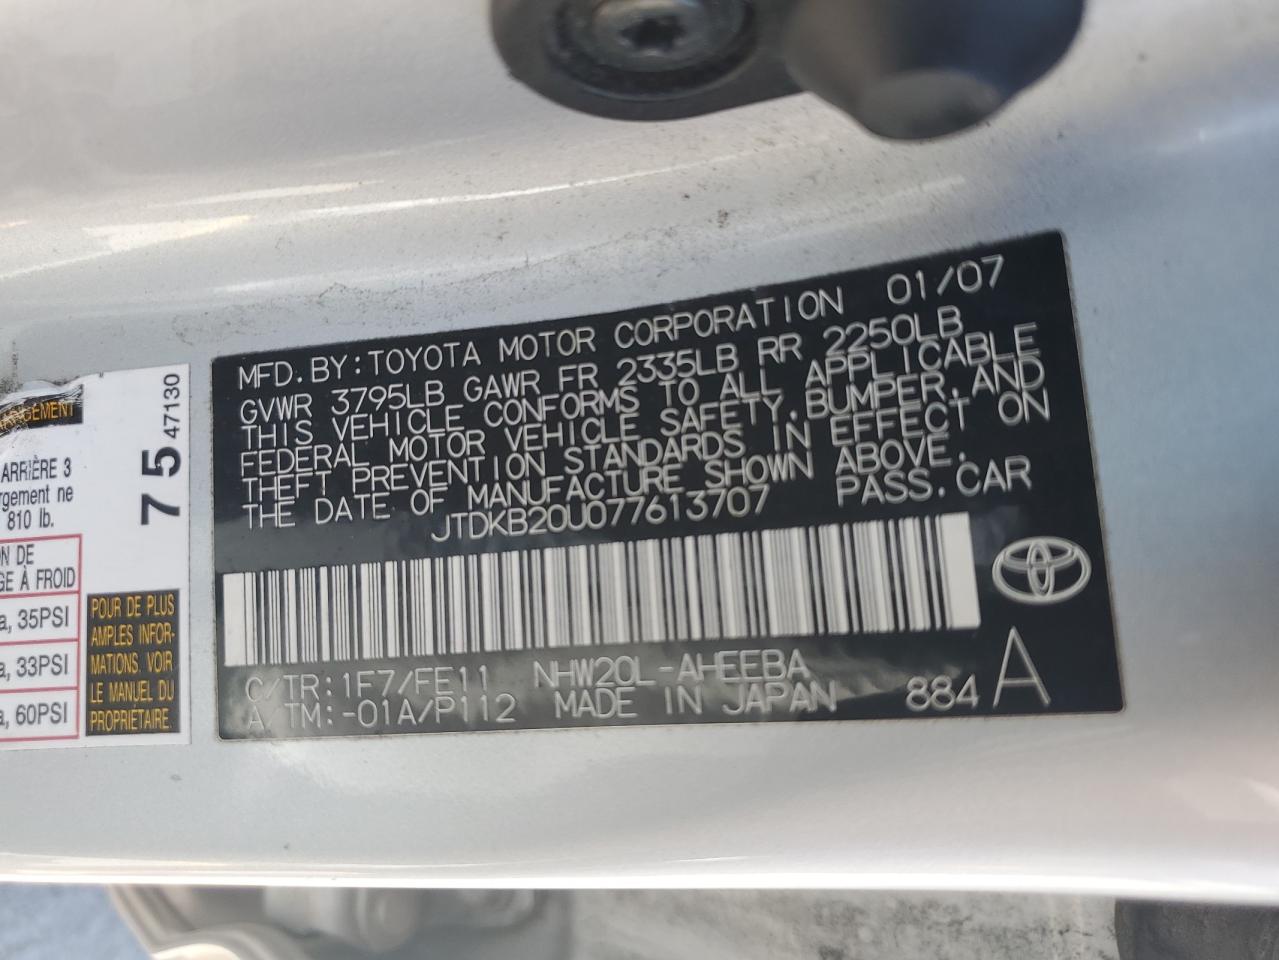 MFD.BY:TOYOTA MOTOR CORPORATION 01/07
GVWR 3795LB GAWR FR 2335LB RR 2250LB
THIS VEHICLE CONFORMS TO ALL APPLICABLE
FEDERAL MOTOR VEHICLE SAFETY,BUMPER,AND
THEFT PREVENTION STANDARDS IN EFFECT ON
THE DATE OF MANUFACTURE SHOWN ABOVE.
JTDKB20U077613707 PASS.CAR
C/TR:1F7/FE11 NHW20L-AHEEBA
A/TM:-01A/P112 MADE IN JAPAN 884 A
ARRIÈRE 3
ne
810 lb.
DE
À FROID
35PSI
33PSI
60PSI
75
47130
POUR DE PLUS
AMPLES INFOR-
MATIONS, VOIR
LE MANUEL DU
PROPRIÉTAIRE.